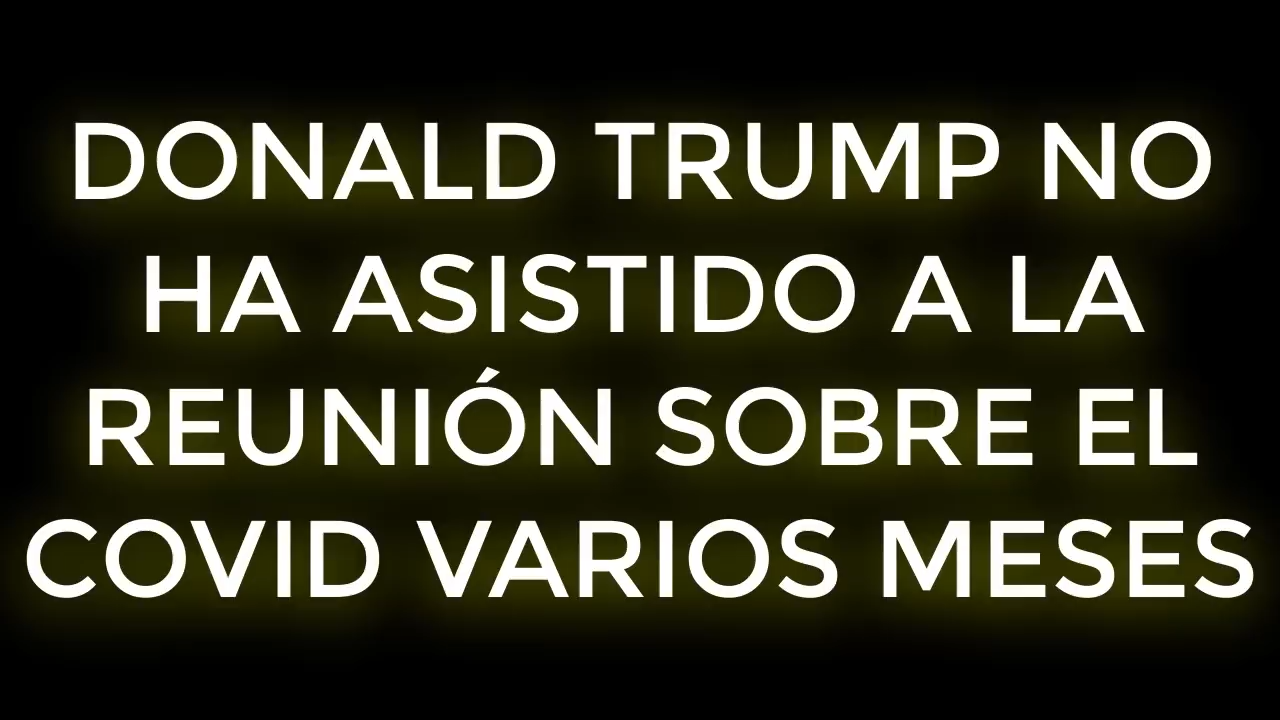 DONALD TRUMP NO
HA ASISTIDO A LA
REUNIÓN SOBRE EL
COVID VARIOS MESES